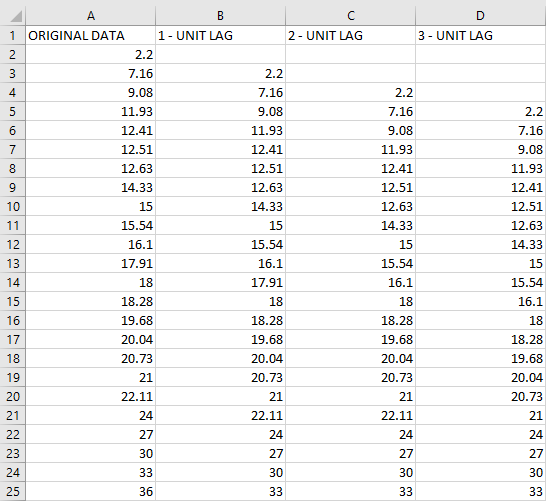 A B C D
1 ORIGINAL DATA 1 - UNIT LAG 2 - UNIT LAG 3 - UNIT LAG
2 2.2
3 7.16 2.2
4 9.08 7.16 2.2
5 11.93 9.08 7.16 2.2
6 12.41 11.93 9.08 7.16
7 12.51 12.41 11.93 9.08
8 12.63 12.51 12.41 11.93
9 14.33 12.63 12.51 12.41
10 15 14.33 12.63 12.51
11 15.54 15 14.33 12.63
12 16.1 15.54 15 14.33
13 17.91 16.1 15.54 15
14 18 17.91 16.1 15.54
15 18.28 18 18 16.1
16 19.68 18.28 18.28 18
17 20.04 19.68 19.68 18.28
18 20.73 20.04 20.04 19.68
19 21 20.73 20.73 20.04
20 22.11 21 21 20.73
21 24 22.11 22.11 21
22 27 24 24 24
23 30 27 27 27
24 33 30 30 30
25 36 33 33 33